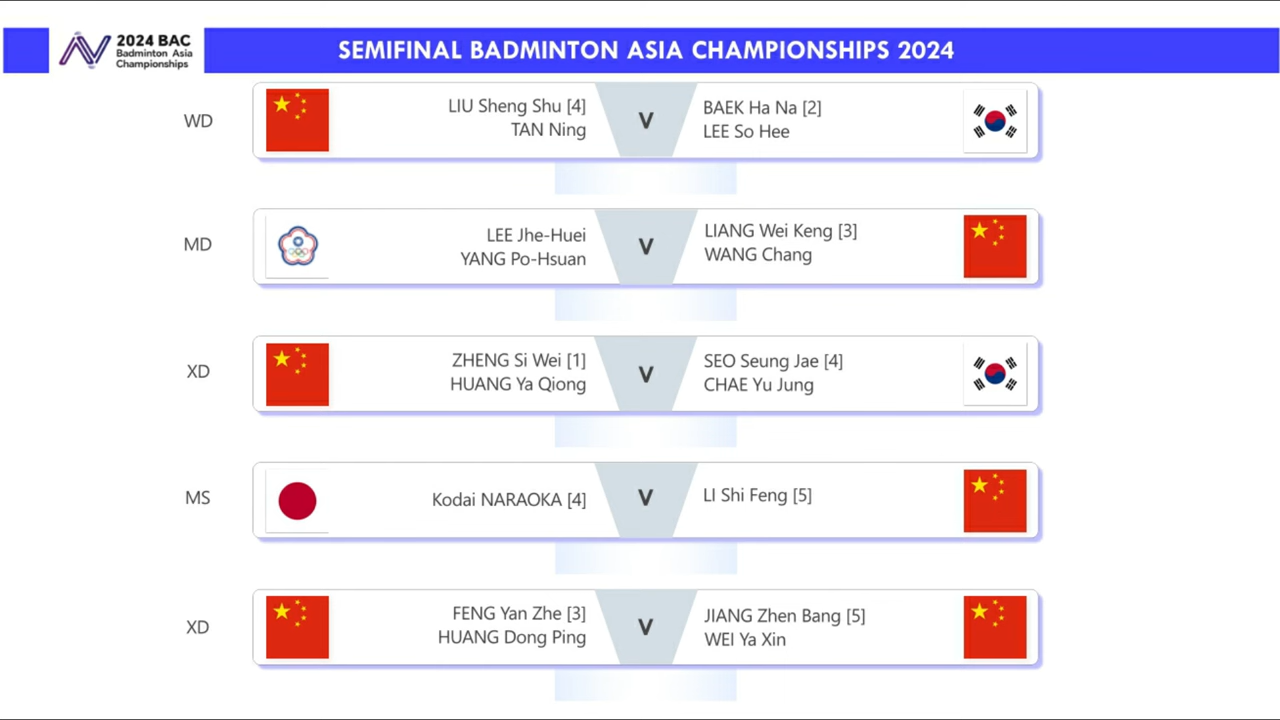 2024 BAC
Badminton Asia
Championships
SEMIFINAL BADMINTON ASIA CHAMPIONSHIPS 2024
WD
LIU Sheng Shu [4]
TAN Ning
V
BAEK Ha Na [2]
LEE So Hee
MD
LEE Jhe-Huei
YANG Po-Hsuan
V
LIANG Wei Keng [3]
WANG Chang
XD
ZHENG Si Wei [1]
HUANG Ya Qiong
V
SEO Seung Jae [4]
CHAE Yu Jung
MS
Kodai NARAOKA [4]
V
LI Shi Feng [5]
XD
FENG Yan Zhe [3]
HUANG Dong Ping
V
JIANG Zhen Bang [5]
WEI Ya Xin